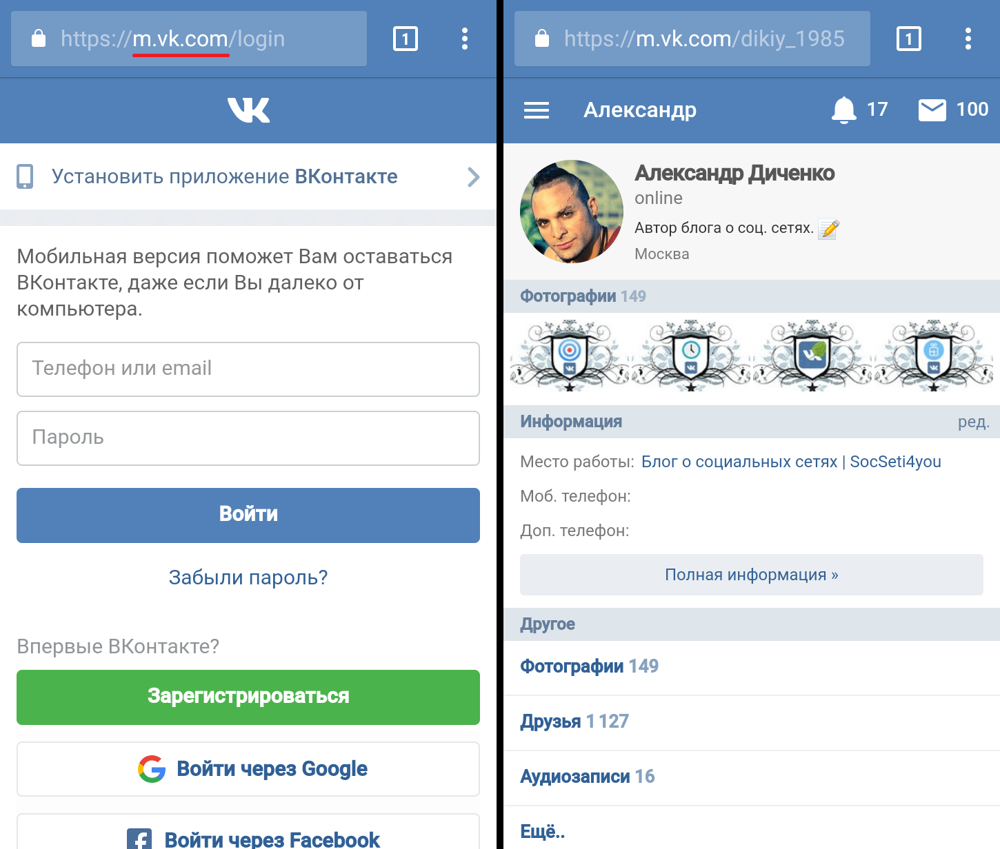 https://m.vk.com/login
1
Установить приложение ВКонтакте
Мобильная версия поможет Вам оставаться
ВКонтакте, даже если Вы далеко от
компьютера.
Телефон или email
Пароль
Войти
Забыли пароль?
Впервые ВКонтакте?
Зарегистрироваться
Войти через Google
Войти через Facebook
https://m.vk.com/dikiy_1985
1
Александр
17
100
Александр Диченко
online
Автор блога о соц. сетях.
Москва
Фотографии 149
Информация
ред.
Место работы: Блог о социальных сетях | SocSeti4you
Моб. телефон:
Доп. телефон:
Полная информация »
Другое
Фотографии 149
Друзья 1 127
Аудиозаписи 16
Ещё..